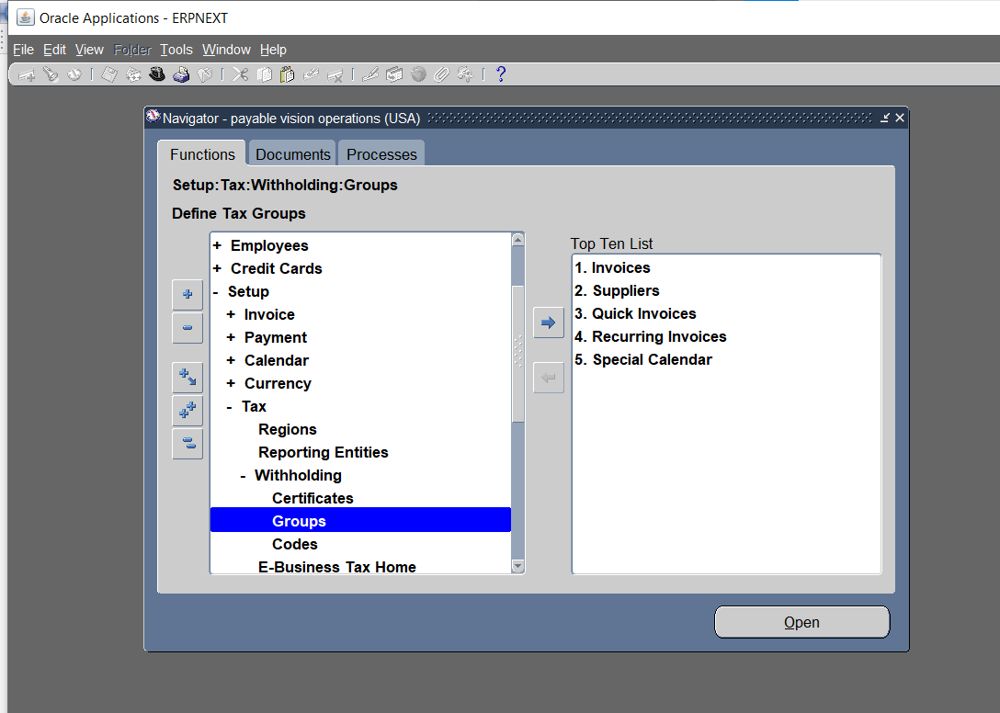 Oracle Applications - ERPNEXT
File Edit View Folder Tools Window Help
?
Navigator - payable vision operations (USA)
Functions Documents Processes
Setup:Tax:Withholding:Groups
Define Tax Groups
+ Employees
+ Credit Cards
- Setup
+ Invoice
+ Payment
+ Calendar
+ Currency
- Tax
Regions
Reporting Entities
- Withholding
Certificates
Groups
Codes
E-Business Tax Home
Top Ten List
1. Invoices
2. Suppliers
3. Quick Invoices
4. Recurring Invoices
5. Special Calendar
Open